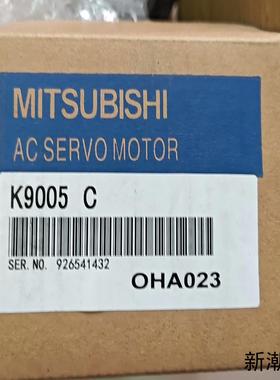 MITSUBISHI
AC SERVO MOTOR
K9005 C
SER.NO. 926541432
OHA023
新潮